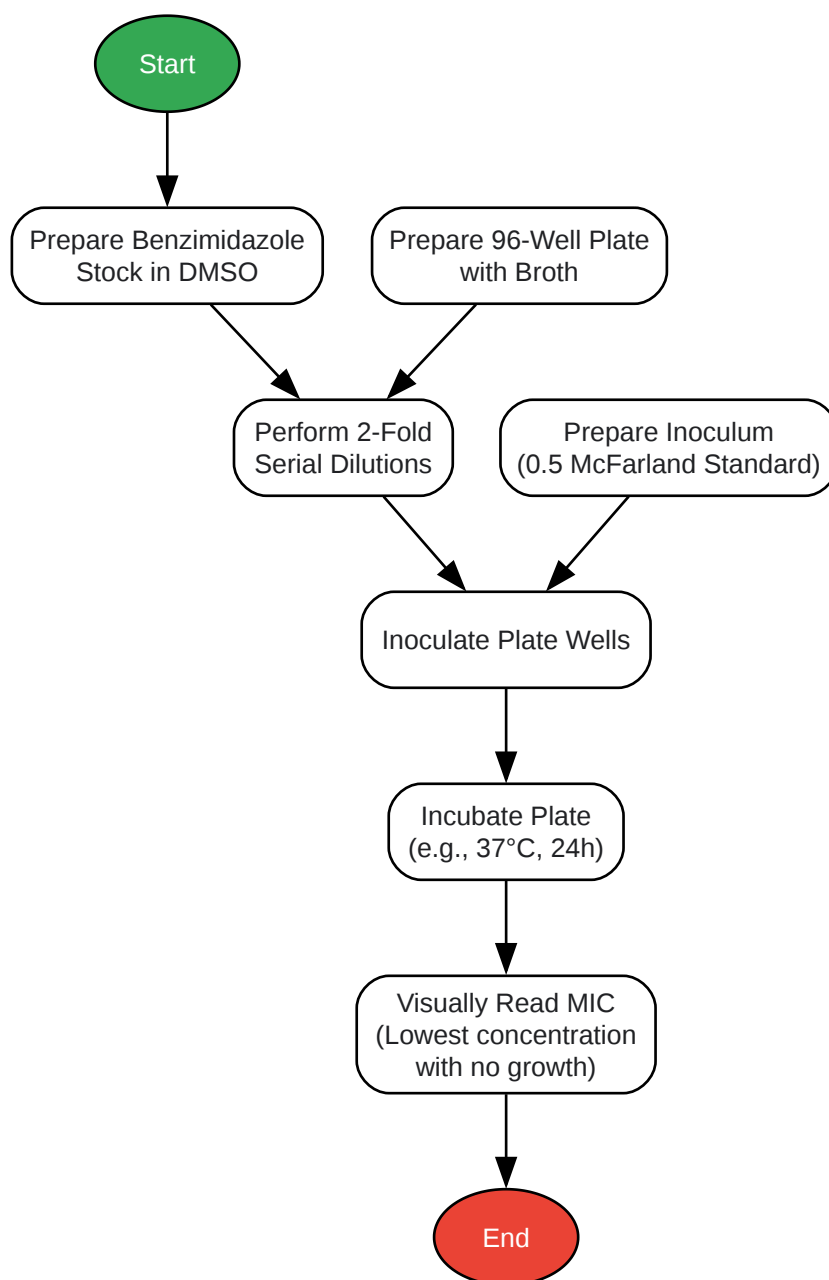 Start
Prepare Benzimidazole
Stock in DMSO
Prepare 96-Well Plate
with Broth
Perform 2-Fold
Serial Dilutions
Prepare Inoculum
(0.5 McFarland Standard)
Inoculate Plate Wells
Incubate Plate
(e.g., 37°C, 24h)
Visually Read MIC
(Lowest concentration
with no growth)
End